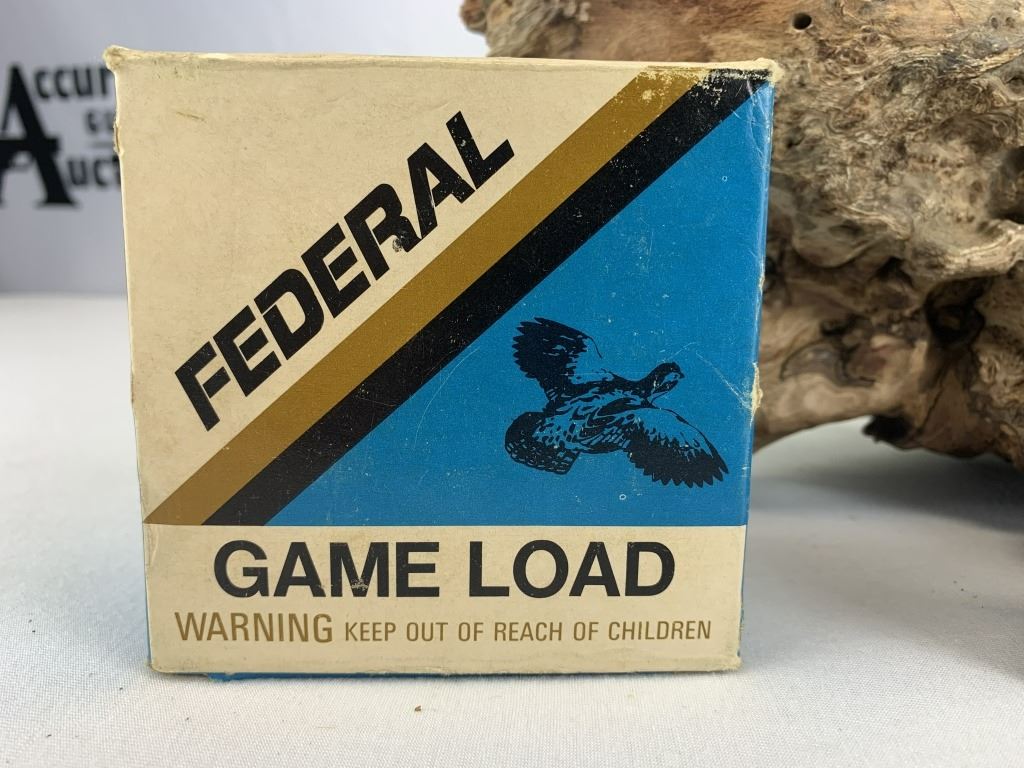 FEDERAL
GAME LOAD
WARNING KEEP OUT OF REACH OF CHILDREN